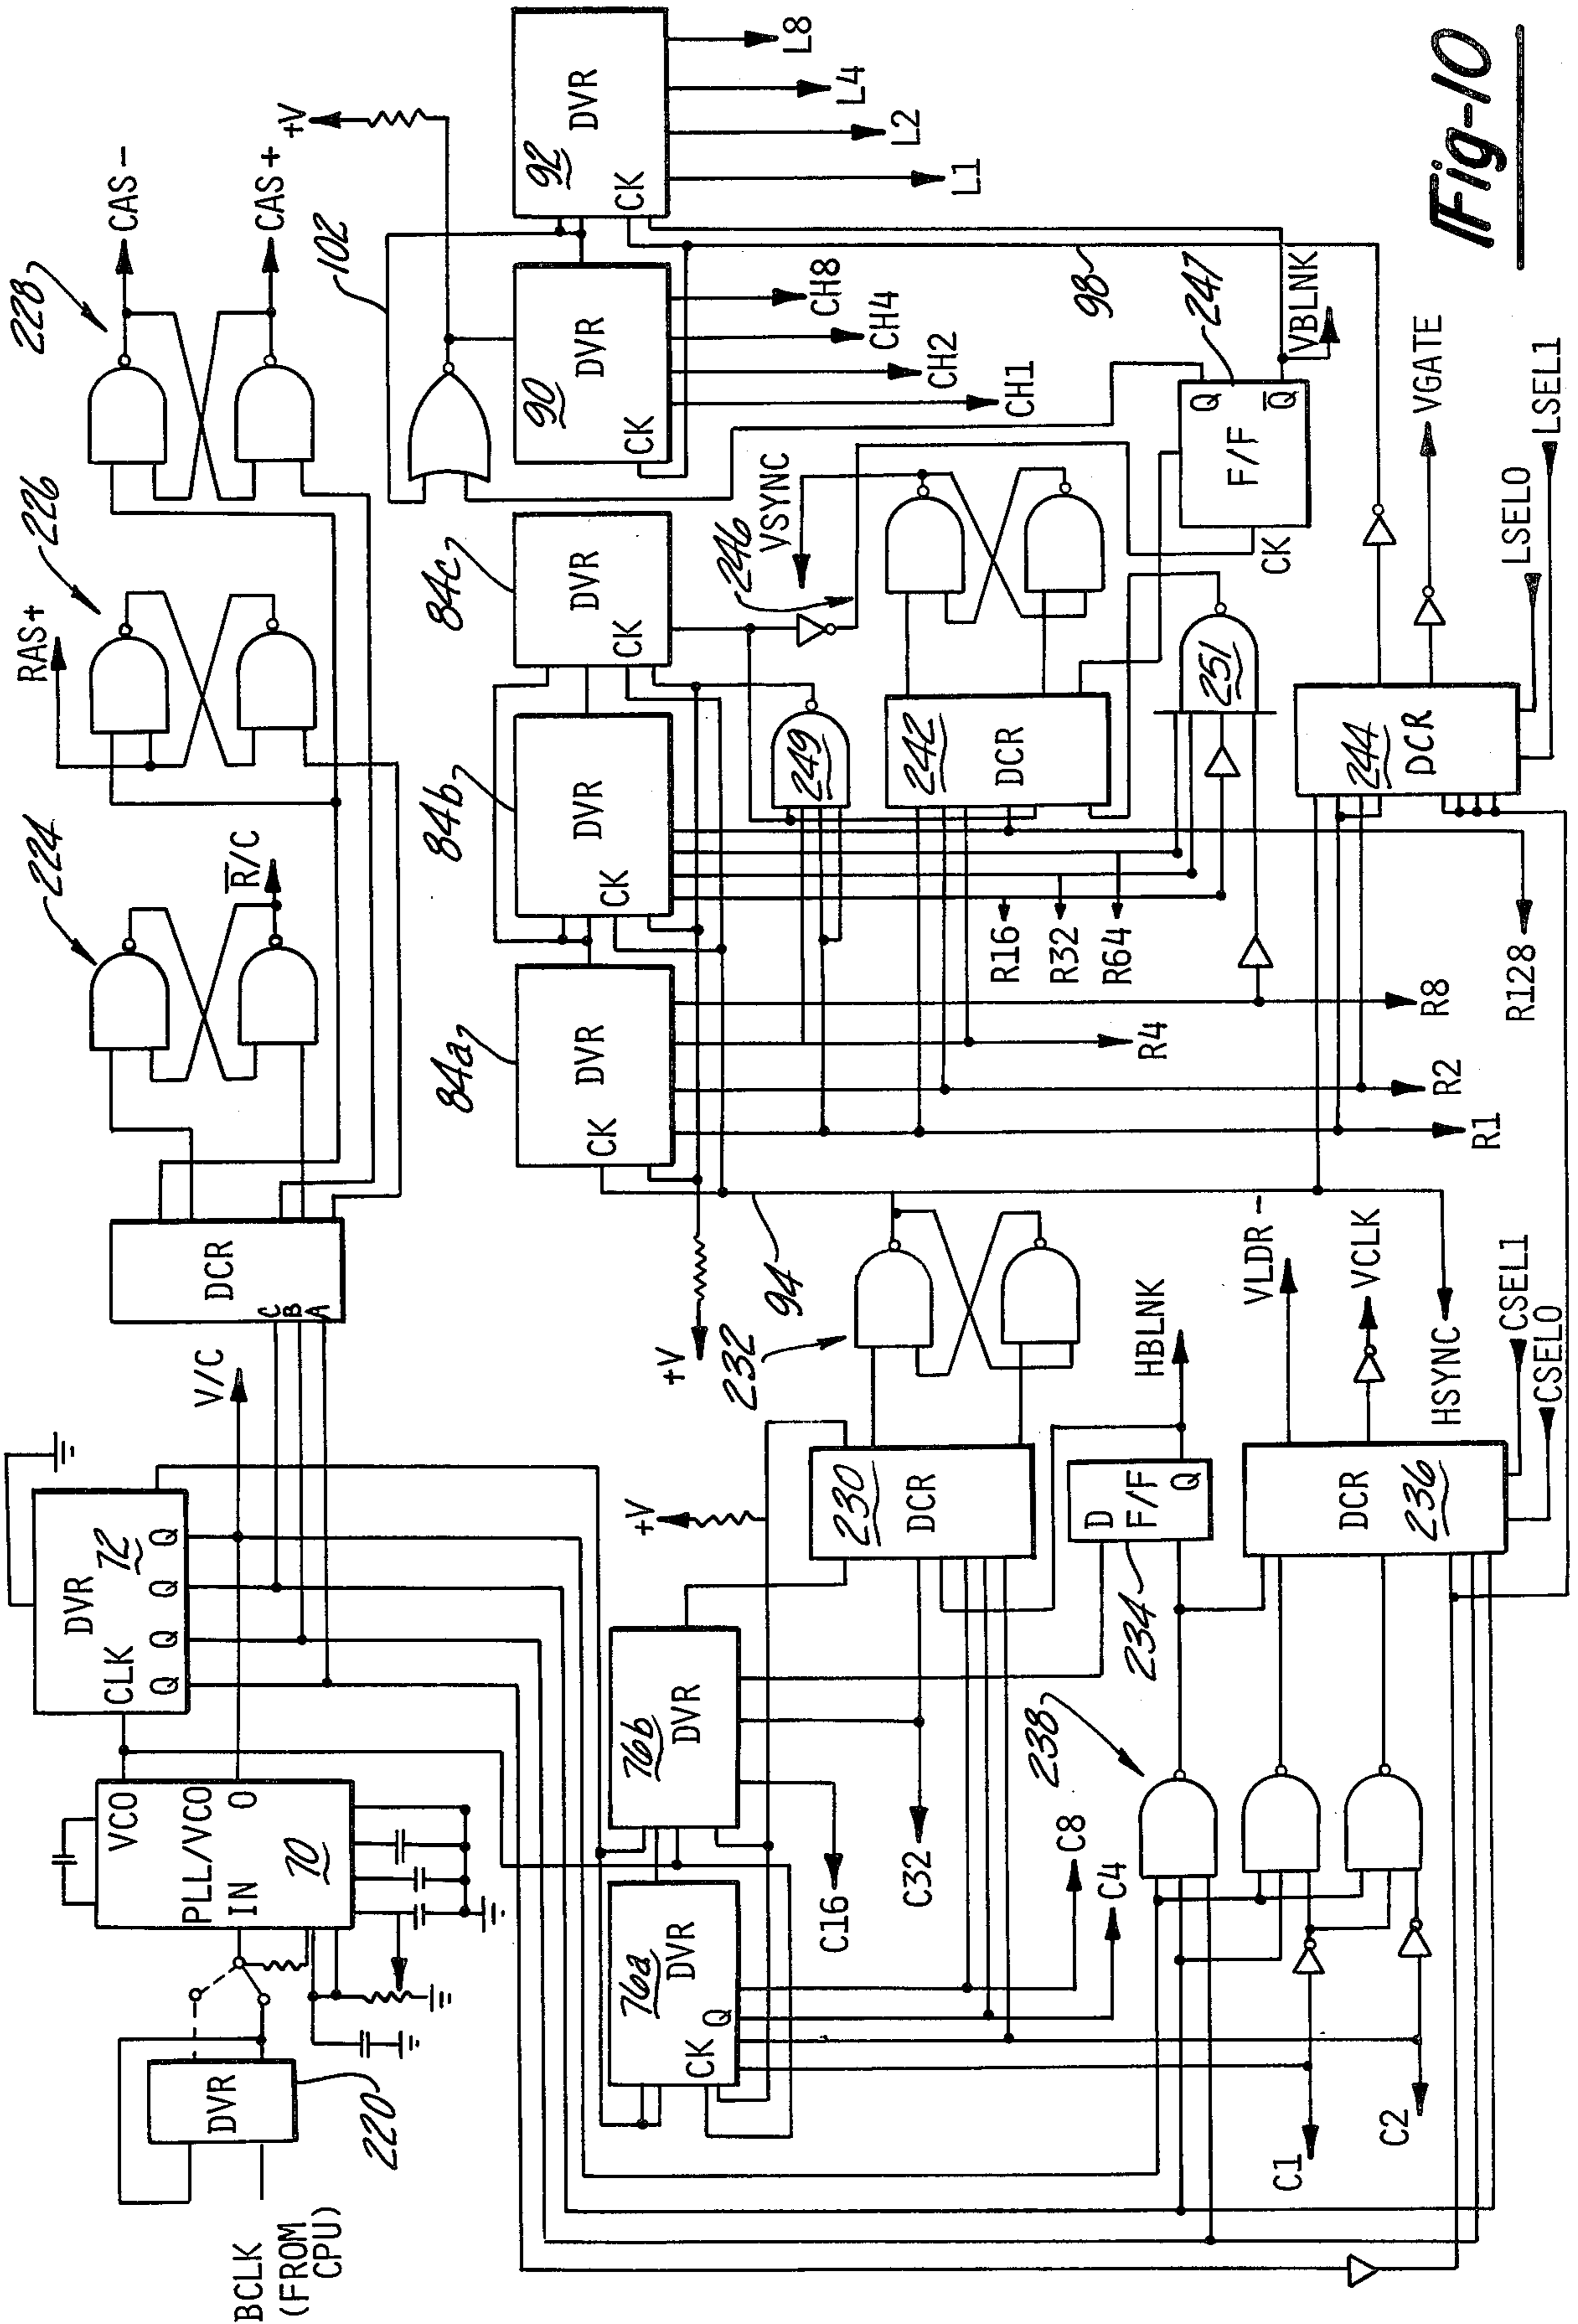 BCLK
(FROM
CPU)
DVR
220
VCO
PLL/VCO
IN
O
70
DVR
72
CLK
Q
Q
Q
Q
V/C
DCR
C
B
A
224
R̅/C
226
RAS+
228
CAS-
CAS+
76a
DVR
CK
Q
76b
DVR
C16
C32
C8
C4
+V
230
DCR
232
+V
94
D
F/F
Q
234
HBLNK
238
DCR
236
VLDR-
VCLK
HSYNC
CSEL1
CSEL0
C1
C2
84a
DVR
CK
84b
DVR
CK
84c
DVR
CK
R1
R2
R4
R8
R16
R32
R64
R128
249
242
DCR
246
VSYNC
251
244
DCR
VGATE
LSEL0
LSEL1
F/F
Q
Q̅
CK
247
VBLNK
98
102
+V
90
DVR
CK
CH1
CH2
CH4
CH8
92
DVR
CK
L1
L2
L4
L8
Fig-10